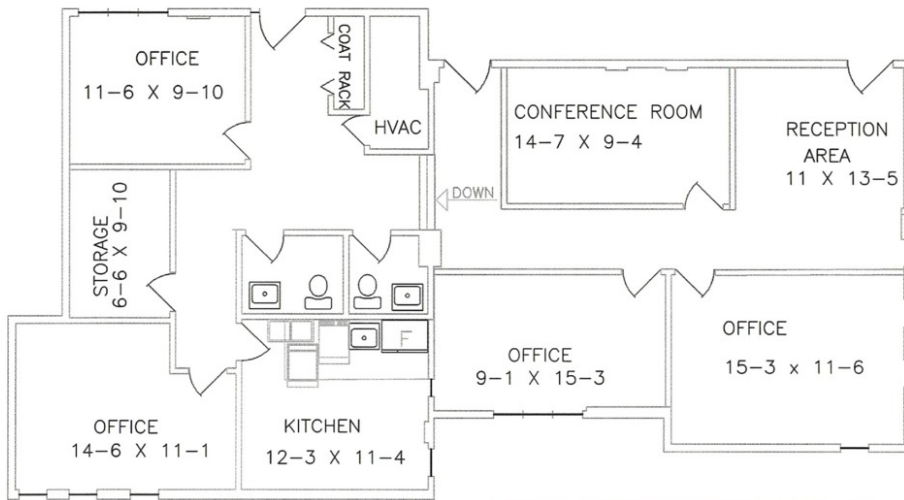 OFFICE
11-6 X 9-10
COAT RACK
HVAC
CONFERENCE ROOM
14-7 X 9-4
RECEPTION
AREA
11 X 13-5
DOWN
STORAGE
6-6 X 9-10
F
OFFICE
14-6 X 11-1
KITCHEN
12-3 X 11-4
OFFICE
9-1 X 15-3
OFFICE
15-3 x 11-6